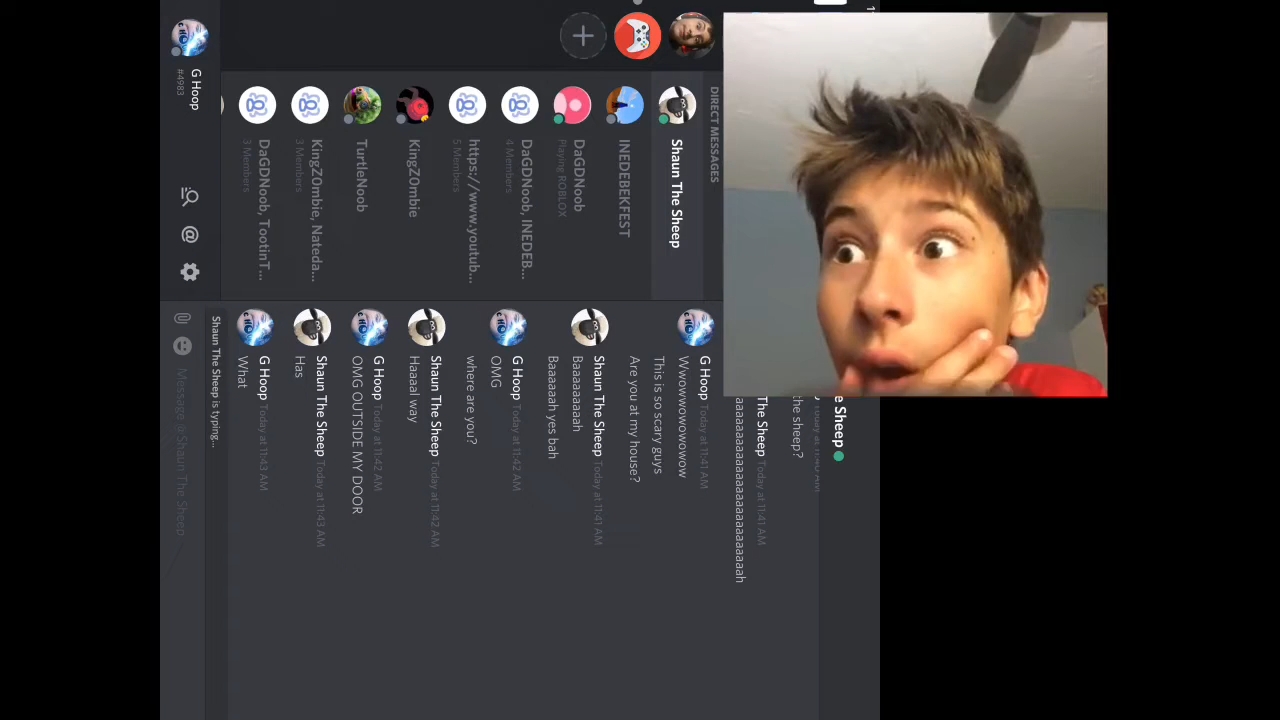 DIRECT MESSAGES
Shaun The Sheep
INEDEBEKFEST
DaGDNoob
Playing ROBLOX
DaGDNoob, INEDEB...
4 Members
https://www.youtub...
5 Members
KingZ0mbie
TurtleNoob
KingZ0mbie, Nateda...
3 Members
DaGDNoob, TootinT...
3 Members
G Hoop
#4983
e Sheep
Today at 11:40 AM
the sheep?
The Sheep Today at 11:41 AM
G Hoop Today at 11:41 AM
Wwowwowowowow
This is so scary guys
Are you at my house?
Shaun The Sheep Today at 11:41 AM
Baaaaaaaah
Baaaaaah yes bah
G Hoop Today at 11:42 AM
OMG
where are you?
Shaun The Sheep Today at 11:42 AM
Haaaal way
G Hoop Today at 11:42 AM
OMG OUTSIDE MY DOOR
Shaun The Sheep Today at 11:43 AM
Has
G Hoop Today at 11:43 AM
What
Shaun The Sheep is typing...
Message @Shaun The Sheep